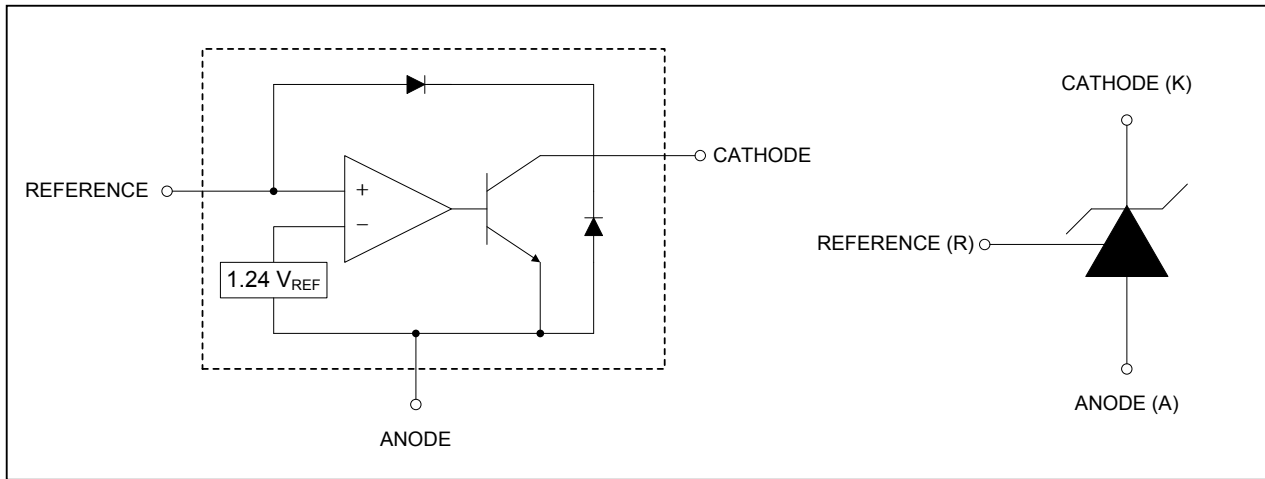 REFERENCE
+
−
1.24 VREF
CATHODE
ANODE
CATHODE (K)
REFERENCE (R)
ANODE (A)